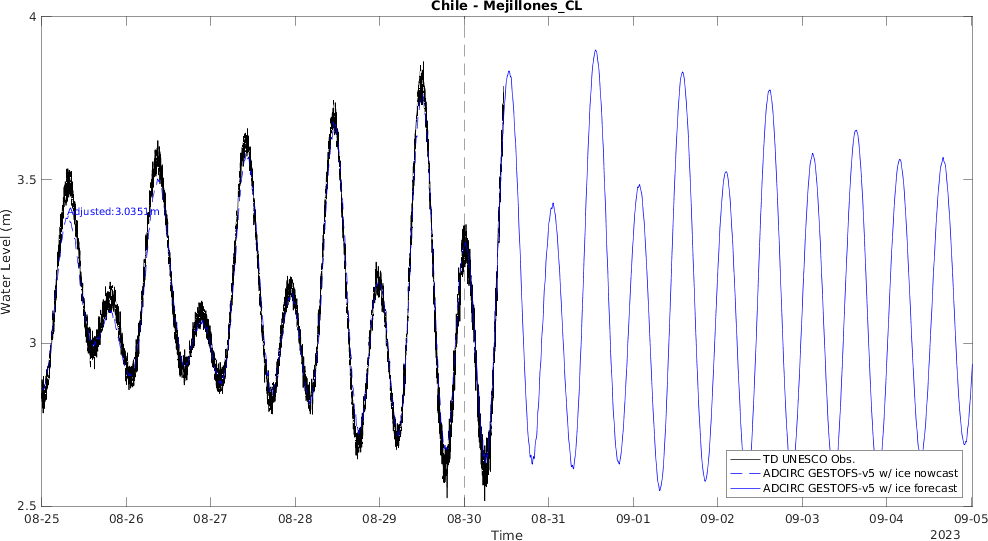 Chile - Mejillones_CL
4
3.5
3
2.5
Water Level (m)
Adjusted:3.0351m
TD UNESCO Obs.
ADCIRC GESTOFS-v5 w/ ice nowcast
ADCIRC GESTOFS-v5 w/ ice forecast
08-25 08-26 08-27 08-28 08-29 08-30 08-31 09-01 09-02 09-03 09-04 09-05
Time
2023